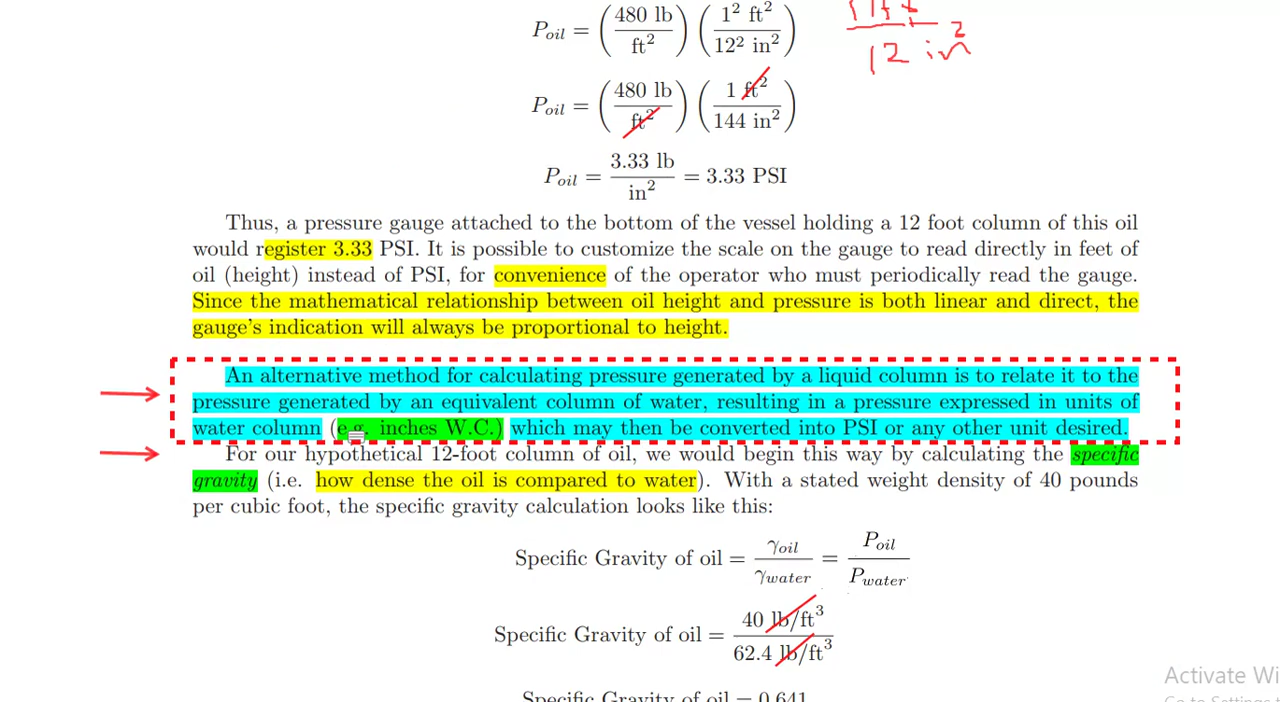 P_oil = (480 lb / ft²) (1² ft² / 12² in²)
12 in²
P_oil = (480 lb / ft²) (1 ft² / 144 in²)
P_oil = 3.33 lb / in² = 3.33 PSI
Thus, a pressure gauge attached to the bottom of the vessel holding a 12 foot column of this oil
would register 3.33 PSI. It is possible to customize the scale on the gauge to read directly in feet of
oil (height) instead of PSI, for convenience of the operator who must periodically read the gauge.
Since the mathematical relationship between oil height and pressure is both linear and direct, the
gauge's indication will always be proportional to height.
An alternative method for calculating pressure generated by a liquid column is to relate it to the
pressure generated by an equivalent column of water, resulting in a pressure expressed in units of
water column (e.g. inches W.C.) which may then be converted into PSI or any other unit desired.
For our hypothetical 12-foot column of oil, we would begin this way by calculating the specific
gravity (i.e. how dense the oil is compared to water). With a stated weight density of 40 pounds
per cubic foot, the specific gravity calculation looks like this:
Specific Gravity of oil = γ_oil / γ_water = P_oil / P_water
Specific Gravity of oil = 40 lb/ft³ / 62.4 lb/ft³
Activate Wi
Specific Gravity of oil = 0.641
Go to Settings t